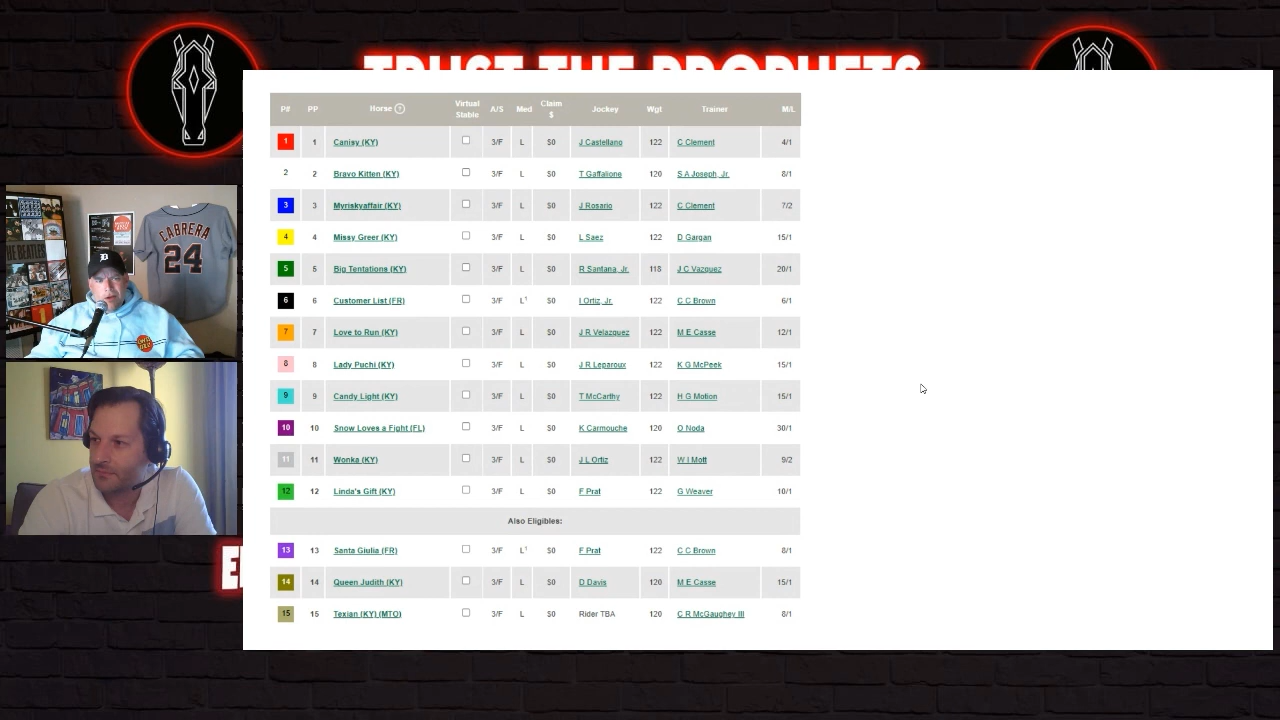 TRUST THE PROPHETS
P# PP Horse ? Virtual Stable A/S Med Claim $ Jockey Wgt Trainer M/L
1 1 Canisy (KY) 3/F L $0 J Castellano 122 C Clement 4/1
2 2 Bravo Kitten (KY) 3/F L $0 T Gaffalione 120 S A Joseph, Jr. 8/1
3 3 Myriskyaffair (KY) 3/F L $0 J Rosario 122 C Clement 7/2
4 4 Missy Greer (KY) 3/F L $0 L Saez 122 D Gargan 15/1
5 5 Big Tentations (KY) 3/F L $0 R Santana, Jr. 118 J C Vazquez 20/1
6 6 Customer List (FR) 3/F L¹ $0 I Ortiz, Jr. 122 C C Brown 6/1
7 7 Love to Run (KY) 3/F L $0 J R Velazquez 122 M E Casse 12/1
8 8 Lady Puchi (KY) 3/F L $0 J R Leparoux 122 K G McPeek 15/1
9 9 Candy Light (KY) 3/F L $0 T McCarthy 122 H G Motion 15/1
10 10 Snow Loves a Fight (FL) 3/F L $0 K Carmouche 120 O Noda 30/1
11 11 Wonka (KY) 3/F L $0 J L Ortiz 122 W I Mott 9/2
12 12 Linda's Gift (KY) 3/F L $0 F Prat 122 G Weaver 10/1
Also Eligibles:
13 13 Santa Giulia (FR) 3/F L¹ $0 F Prat 122 C C Brown 8/1
14 14 Queen Judith (KY) 3/F L $0 D Davis 120 M E Casse 15/1
15 15 Texian (KY) (MTO) 3/F L $0 Rider TBA 120 C R McGaughey III 8/1
CABRERA
24
THE BEATLES
D